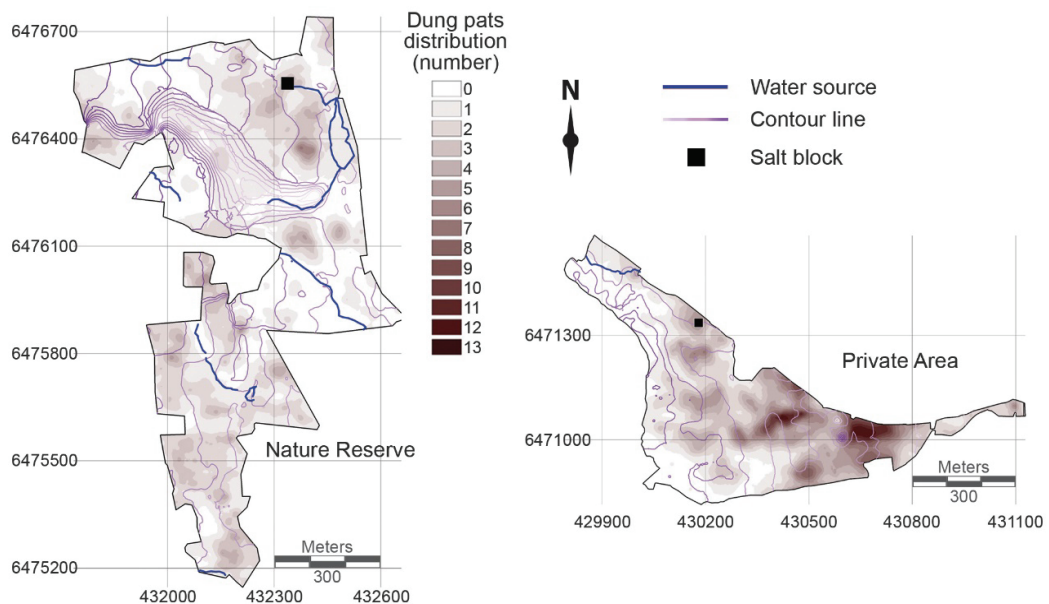 6476700
6476400
6476100
6475800
6475500
6475200
432000
432300
432600
Nature Reserve
Meters
300
Dung pats
distribution
(number)
0
1
2
3
4
5
6
7
8
9
10
11
12
13
N
Water source
Contour line
Salt block
6471300
6471000
Private Area
Meters
300
429900
430200
430500
430800
431100